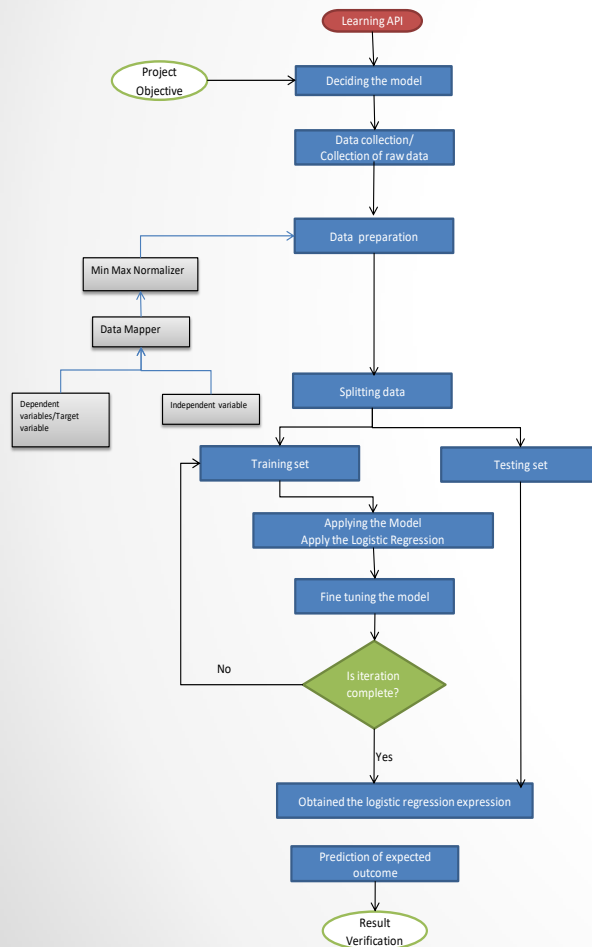 Learning API
Project
Objective
Deciding the model
Data collection/
Collection of raw data
Data preparation
Min Max Normalizer
Data Mapper
Dependent
variables/Target
variable
Independent variable
Splitting data
Training set
Testing set
Applying the Model
Apply the Logistic Regression
Fine tuning the model
No
Is iteration
complete?
Yes
Obtained the logistic regression expression
Prediction of expected
outcome
Result
Verification